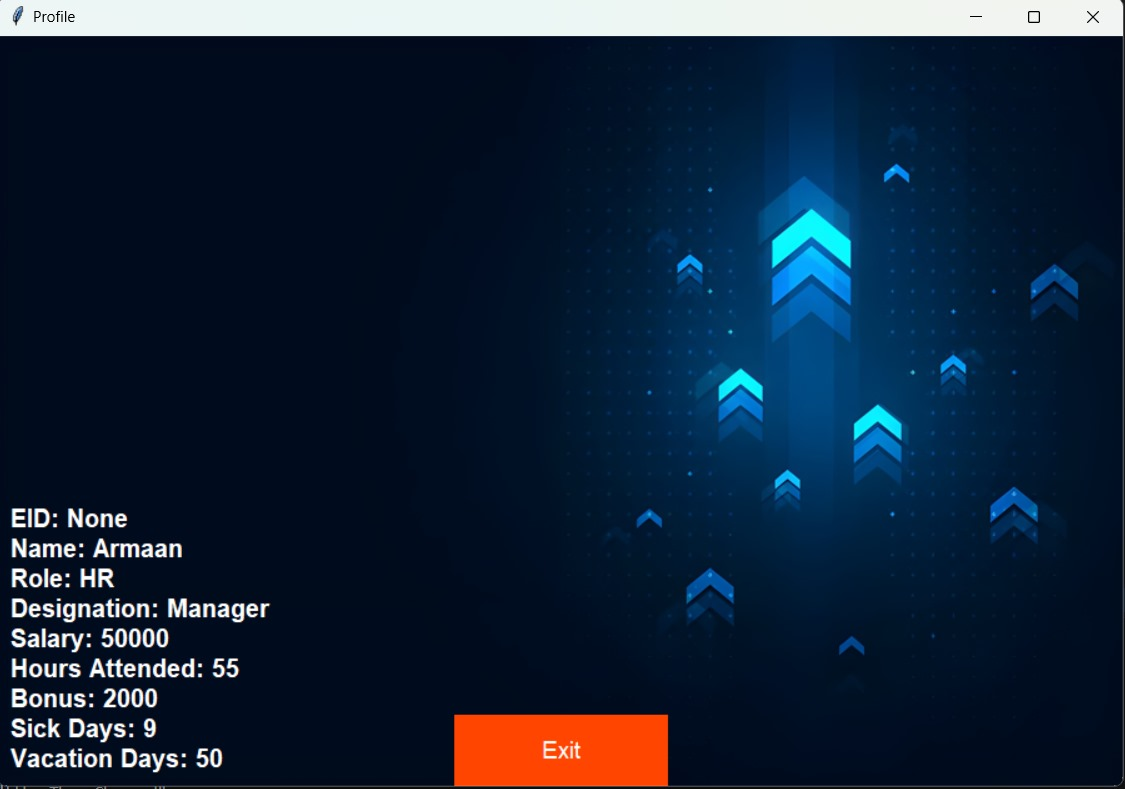 Profile
EID: None
Name: Armaan
Role: HR
Designation: Manager
Salary: 50000
Hours Attended: 55
Bonus: 2000
Sick Days: 9
Vacation Days: 50
Exit